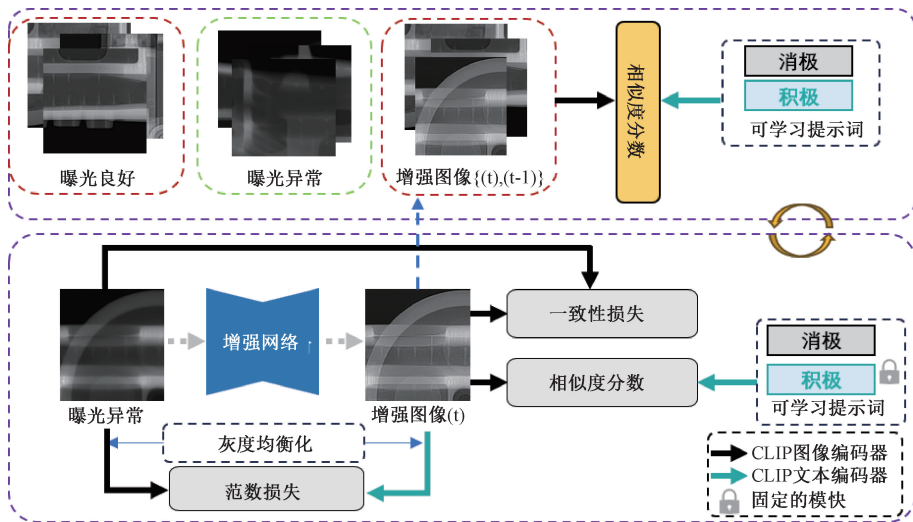 消极
积极
可学习提示词
相似度分数
曝光良好
曝光异常
增强图像{(t),(t-1)}
增强网络
一致性损失
相似度分数
消极
积极
可学习提示词
曝光异常
增强图像(t)
灰度均衡化
范数损失
CLIP图像编码器
CLIP文本编码器
固定的模快